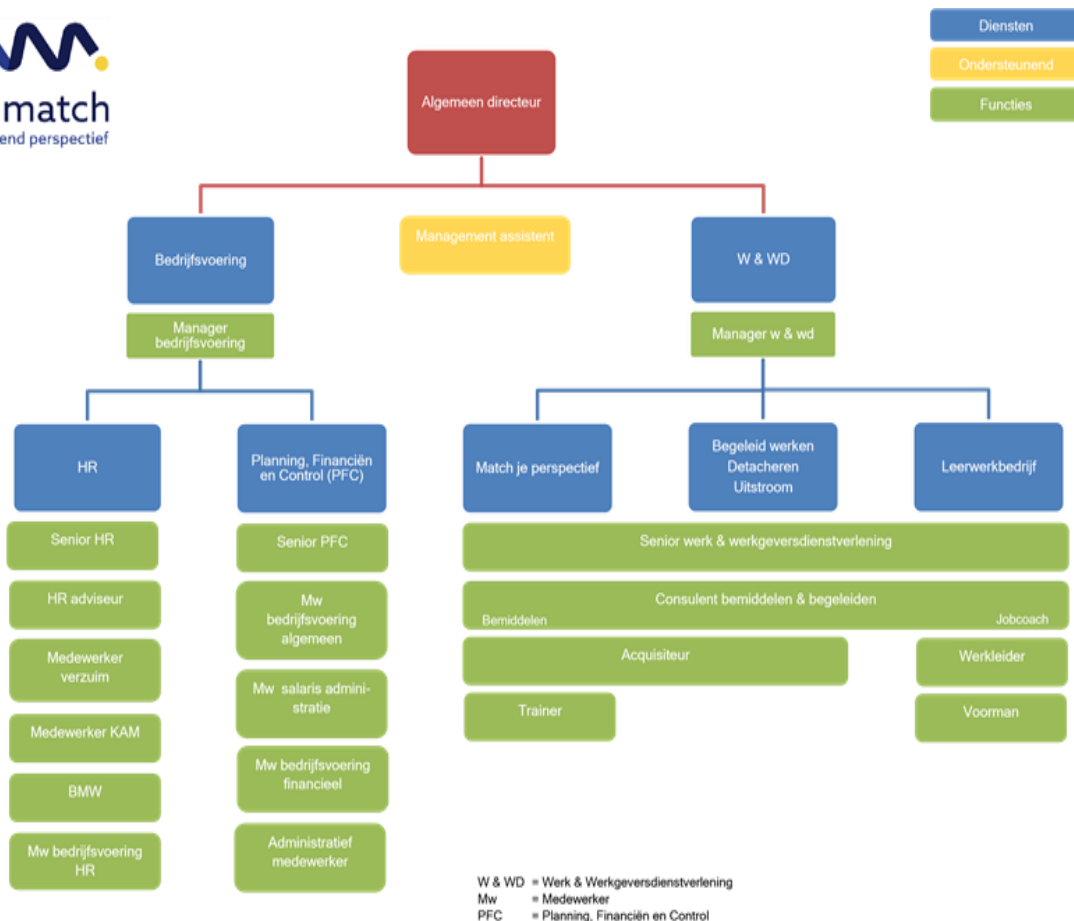 match
end perspectief
Diensten
Ondersteunend
Functies
Algemeen directeur
Bedrijfsvoering
Management assistent
W & WD
Manager
bedrijfsvoering
Manager w & wd
HR
Planning, Financiën
en Control (PFC)
Match je perspectief
Begeleid werken
Detacheren
Uitstroom
Leerwerkbedrijf
Senior HR
HR adviseur
Medewerker
verzuim
Medewerker KAM
BMW
Mw bedrijfsvoering
HR
Senior PFC
Mw
bedrijfsvoering
algemeen
Mw salaris admini-
stratie
Mw bedrijfsvoering
financieel
Administratief
medewerker
Senior werk & werkgeversdienstverlening
Consulent bemiddelen & begeleiden
Bemiddelen
Jobcoach
Acquisiteur
Werkleider
Trainer
Voorman
W & WD = Werk & Werkgeversdienstverlening
Mw = Medewerker
PFC = Planning, Financiën en Control